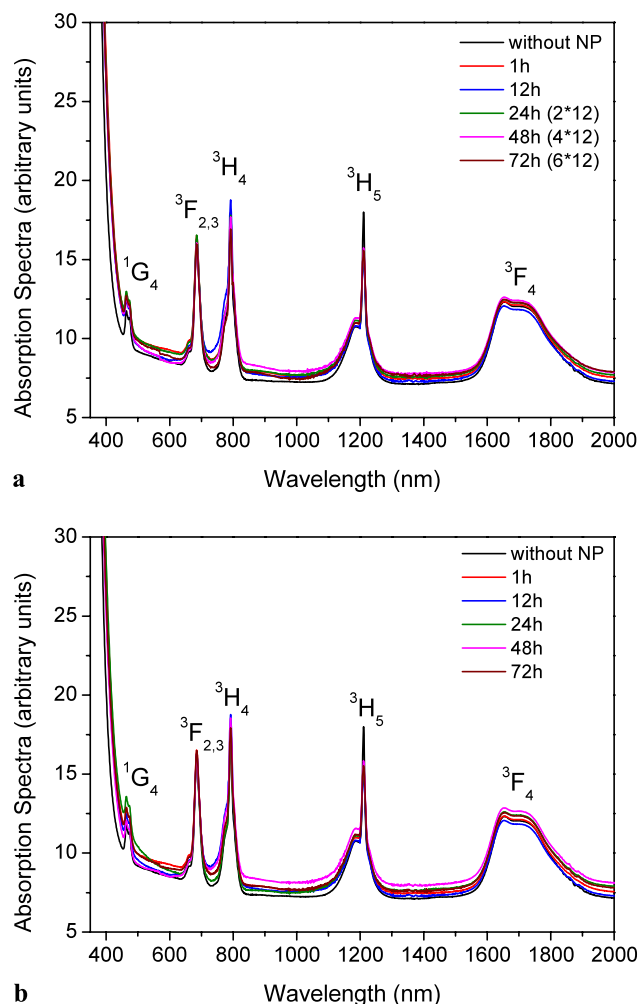 30
25
20
15
10
5
Absorption Spectra (arbitrary units)
without NP
1h
12h
24h (2*12)
48h (4*12)
72h (6*12)
¹G₄
³F₂,₃
³H₄
³H₅
³F₄
400 600 800 1000 1200 1400 1600 1800 2000
Wavelength (nm)
a
30
25
20
15
10
5
Absorption Spectra (arbitrary units)
without NP
1h
12h
24h
48h
72h
¹G₄
³F₂,₃
³H₄
³H₅
³F₄
400 600 800 1000 1200 1400 1600 1800 2000
Wavelength (nm)
b